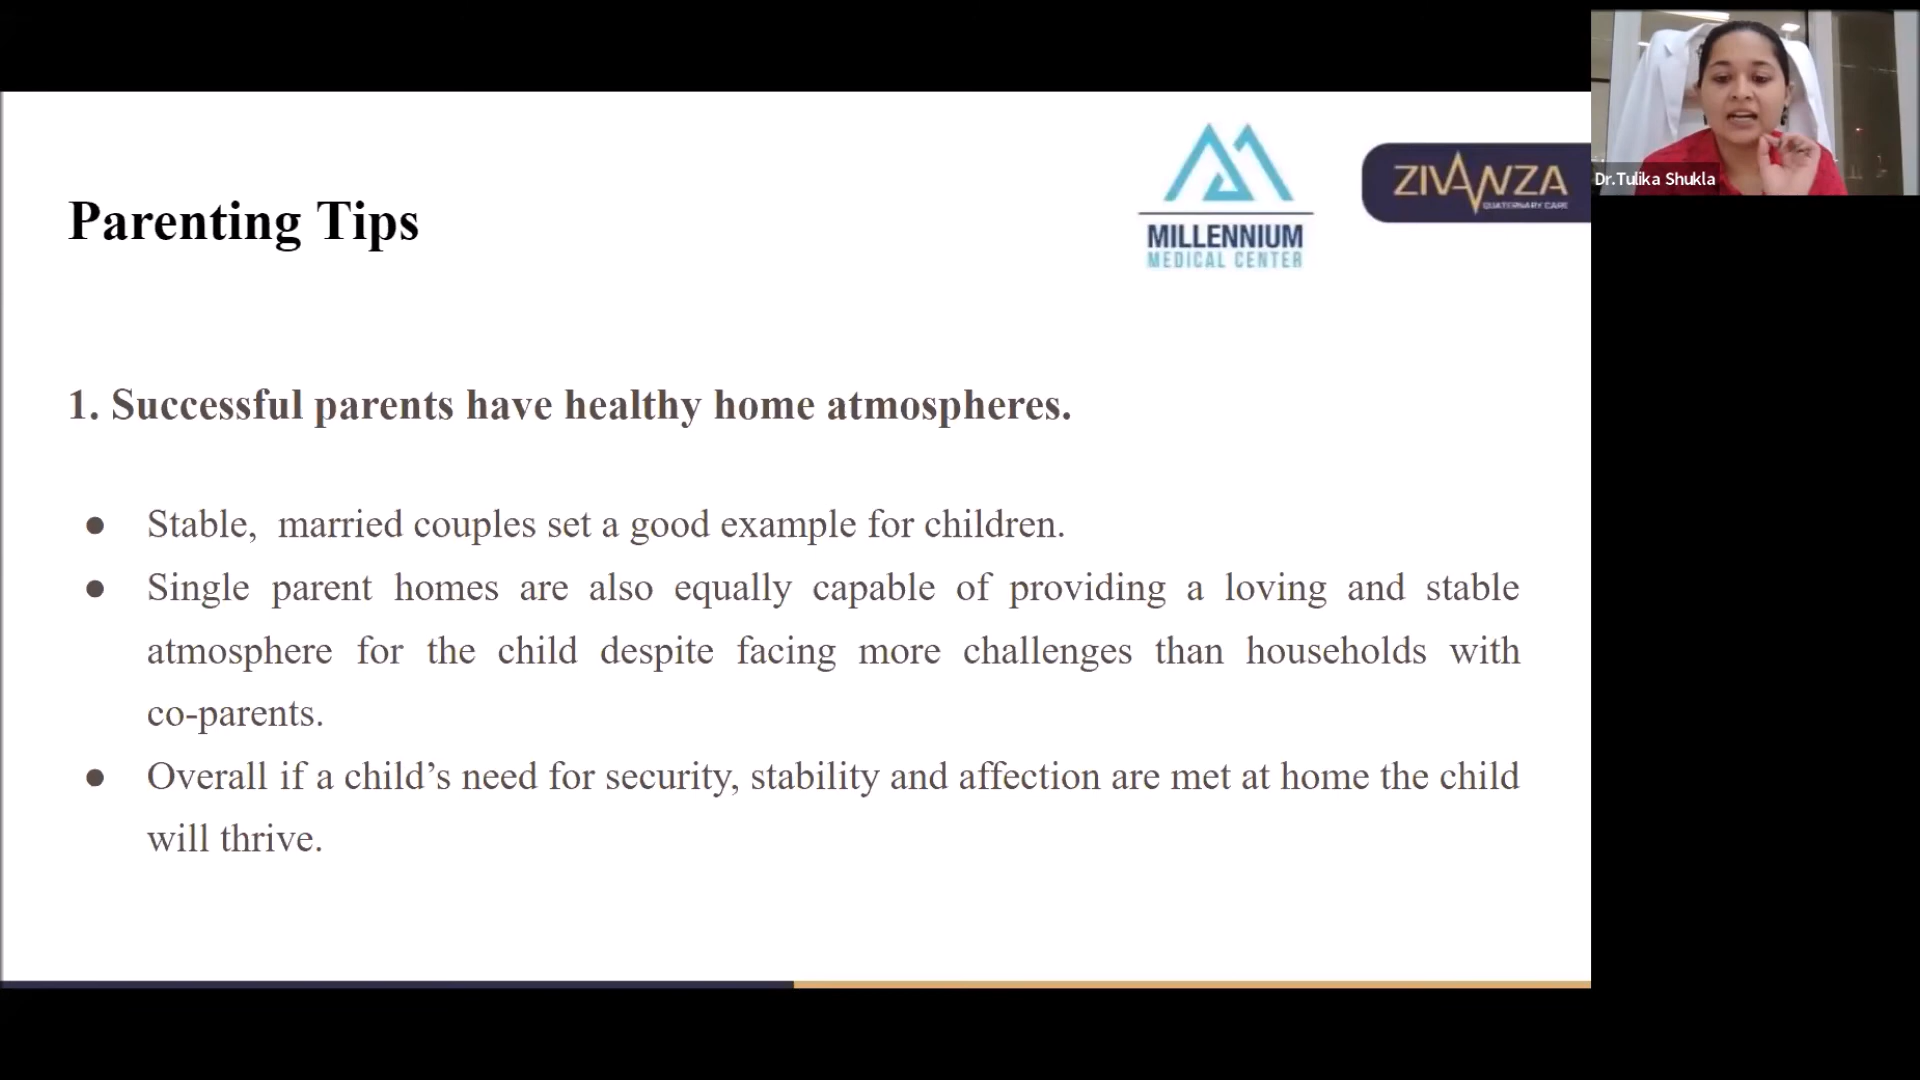 Parenting Tips
MILLENNIUM
MEDICAL CENTER
ZIVANZA
QUATERNARY CARE
Dr.Tulika Shukla
1. Successful parents have healthy home atmospheres.
● Stable,  married couples set a good example for children.
● Single parent homes are also equally capable of providing a loving and stable
atmosphere for the child despite facing more challenges than households with
co-parents.
● Overall if a child’s need for security, stability and affection are met at home the child
will thrive.